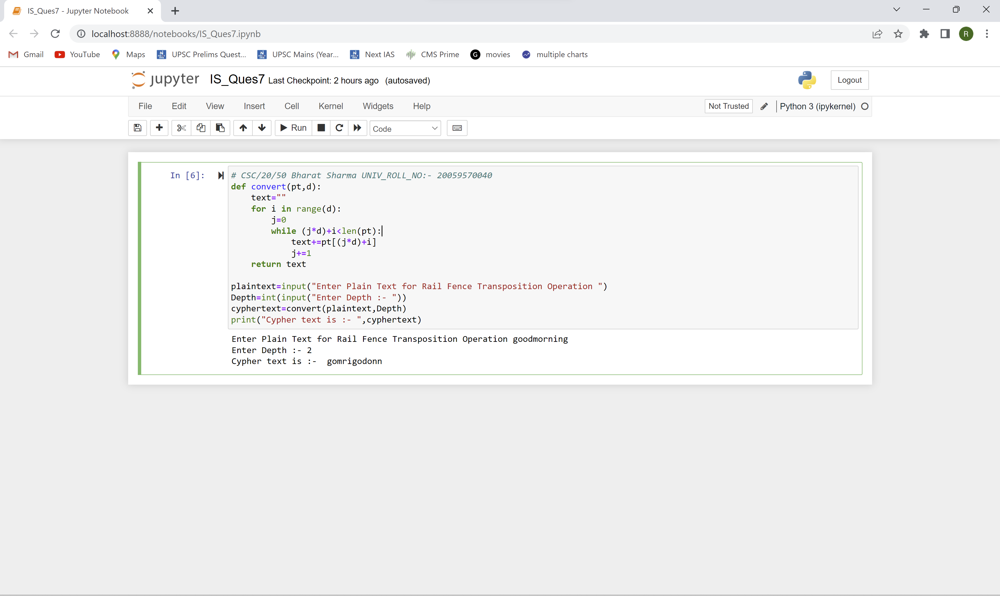 IS_Ques7 - Jupyter Notebook
localhost:8888/notebooks/IS_Ques7.ipynb
R
Gmail YouTube Maps UPSC Prelims Quest... UPSC Mains (Year... Next IAS CMS Prime G movies multiple charts
jupyter IS_Ques7 Last Checkpoint: 2 hours ago (autosaved) Logout
File Edit View Insert Cell Kernel Widgets Help Not Trusted Python 3 (ipykernel)
Run Code
In [6]: # CSC/20/50 Bharat Sharma UNIV_ROLL_NO:- 20059570040
def convert(pt,d):
    text=""
    for i in range(d):
        j=0
        while (j*d)+i<len(pt):
            text+=pt[(j*d)+i]
            j+=1
    return text
plaintext=input("Enter Plain Text for Rail Fence Transposition Operation ")
Depth=int(input("Enter Depth :- "))
cyphertext=convert(plaintext,Depth)
print("Cypher text is :- ",cyphertext)
Enter Plain Text for Rail Fence Transposition Operation goodmorning
Enter Depth :- 2
Cypher text is :-  gomrigodonn